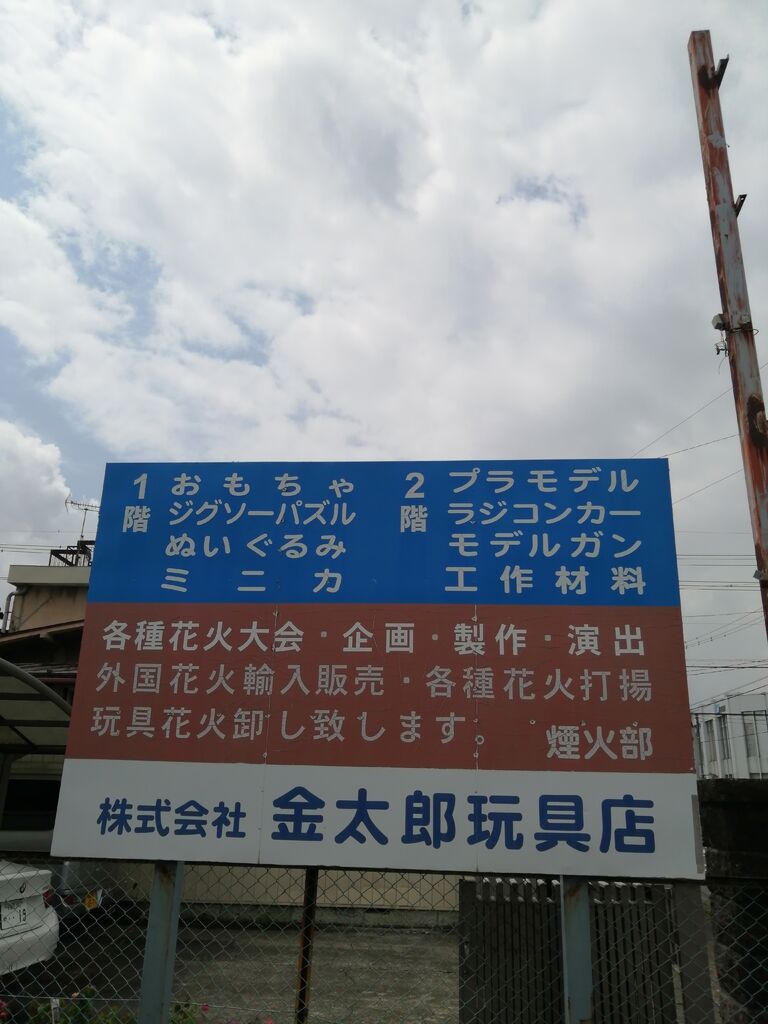 1階 おもちゃ
ジグソーパズル
ぬいぐるみ
ミニカ
2階 プラモデル
ラジコンカー
モデルガン
工作材料
各種花火大会・企画・製作・演出
外国花火輸入販売・各種花火打揚
玩具花火卸し致します。 煙火部
株式会社 金太郎玩具店
19